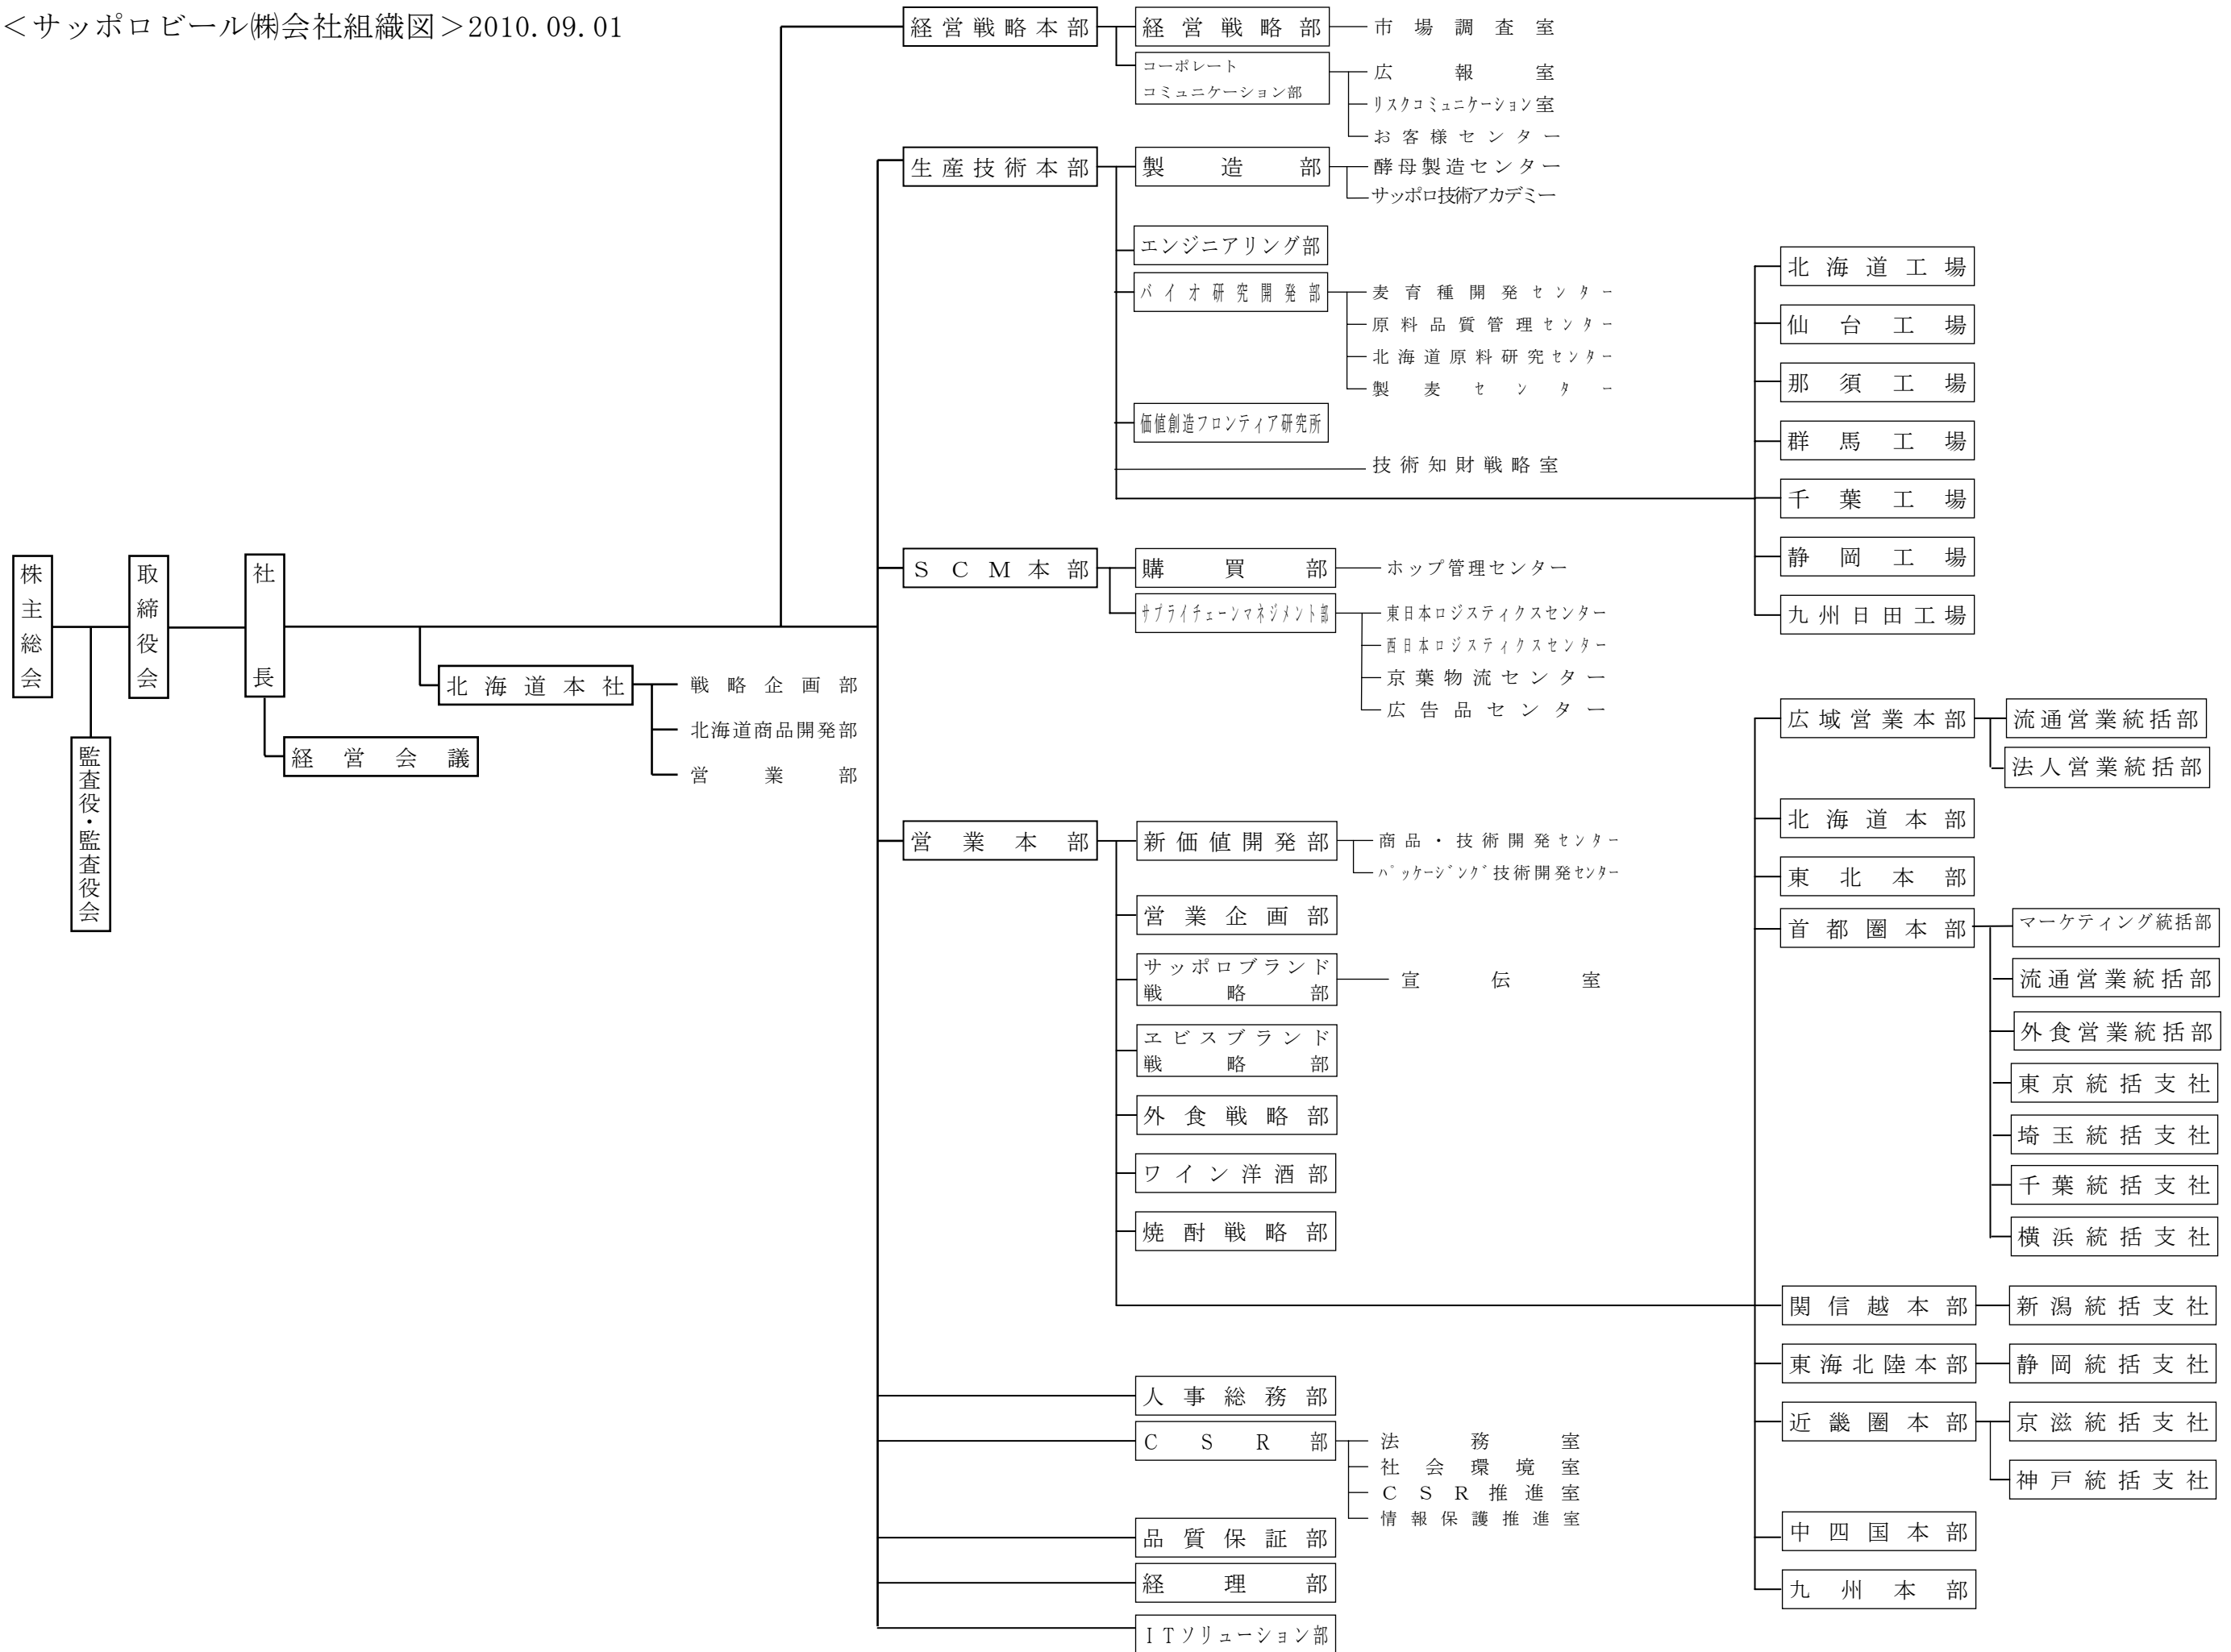 ＜サッポロビール㈱会社組織図＞2010.09.01
株主総会
監査役・監査役会
取締役会
社長
経営会議
北海道本社
戦略企画部
北海道商品開発部
営業部
経営戦略本部
経営戦略部
市場調査室
コーポレート
コミュニケーション部
広報室
リスクコミュニケーション室
お客様センター
生産技術本部
製造部
酵母製造センター
サッポロ技術アカデミー
エンジニアリング部
バイオ研究開発部
麦育種開発センター
原料品質管理センター
北海道原料研究センター
製麦センター
価値創造フロンティア研究所
技術知財戦略室
北海道工場
仙台工場
那須工場
群馬工場
千葉工場
静岡工場
九州日田工場
ＳＣＭ本部
購買部
ホップ管理センター
サプライチェーンマネジメント部
東日本ロジスティクスセンター
西日本ロジスティクスセンター
京葉物流センター
広告品センター
営業本部
新価値開発部
商品・技術開発センター
パッケージング技術開発センター
営業企画部
サッポロブランド
戦略部
宣伝室
ヱビスブランド
戦略部
外食戦略部
ワイン洋酒部
焼酎戦略部
広域営業本部
流通営業統括部
法人営業統括部
北海道本部
東北本部
首都圏本部
マーケティング統括部
流通営業統括部
外食営業統括部
東京統括支社
埼玉統括支社
千葉統括支社
横浜統括支社
関信越本部
新潟統括支社
東海北陸本部
静岡統括支社
近畿圏本部
京滋統括支社
神戸統括支社
中四国本部
九州本部
人事総務部
ＣＳＲ部
法務室
社会環境室
ＣＳＲ推進室
情報保護推進室
品質保証部
経理部
ＩＴソリューション部